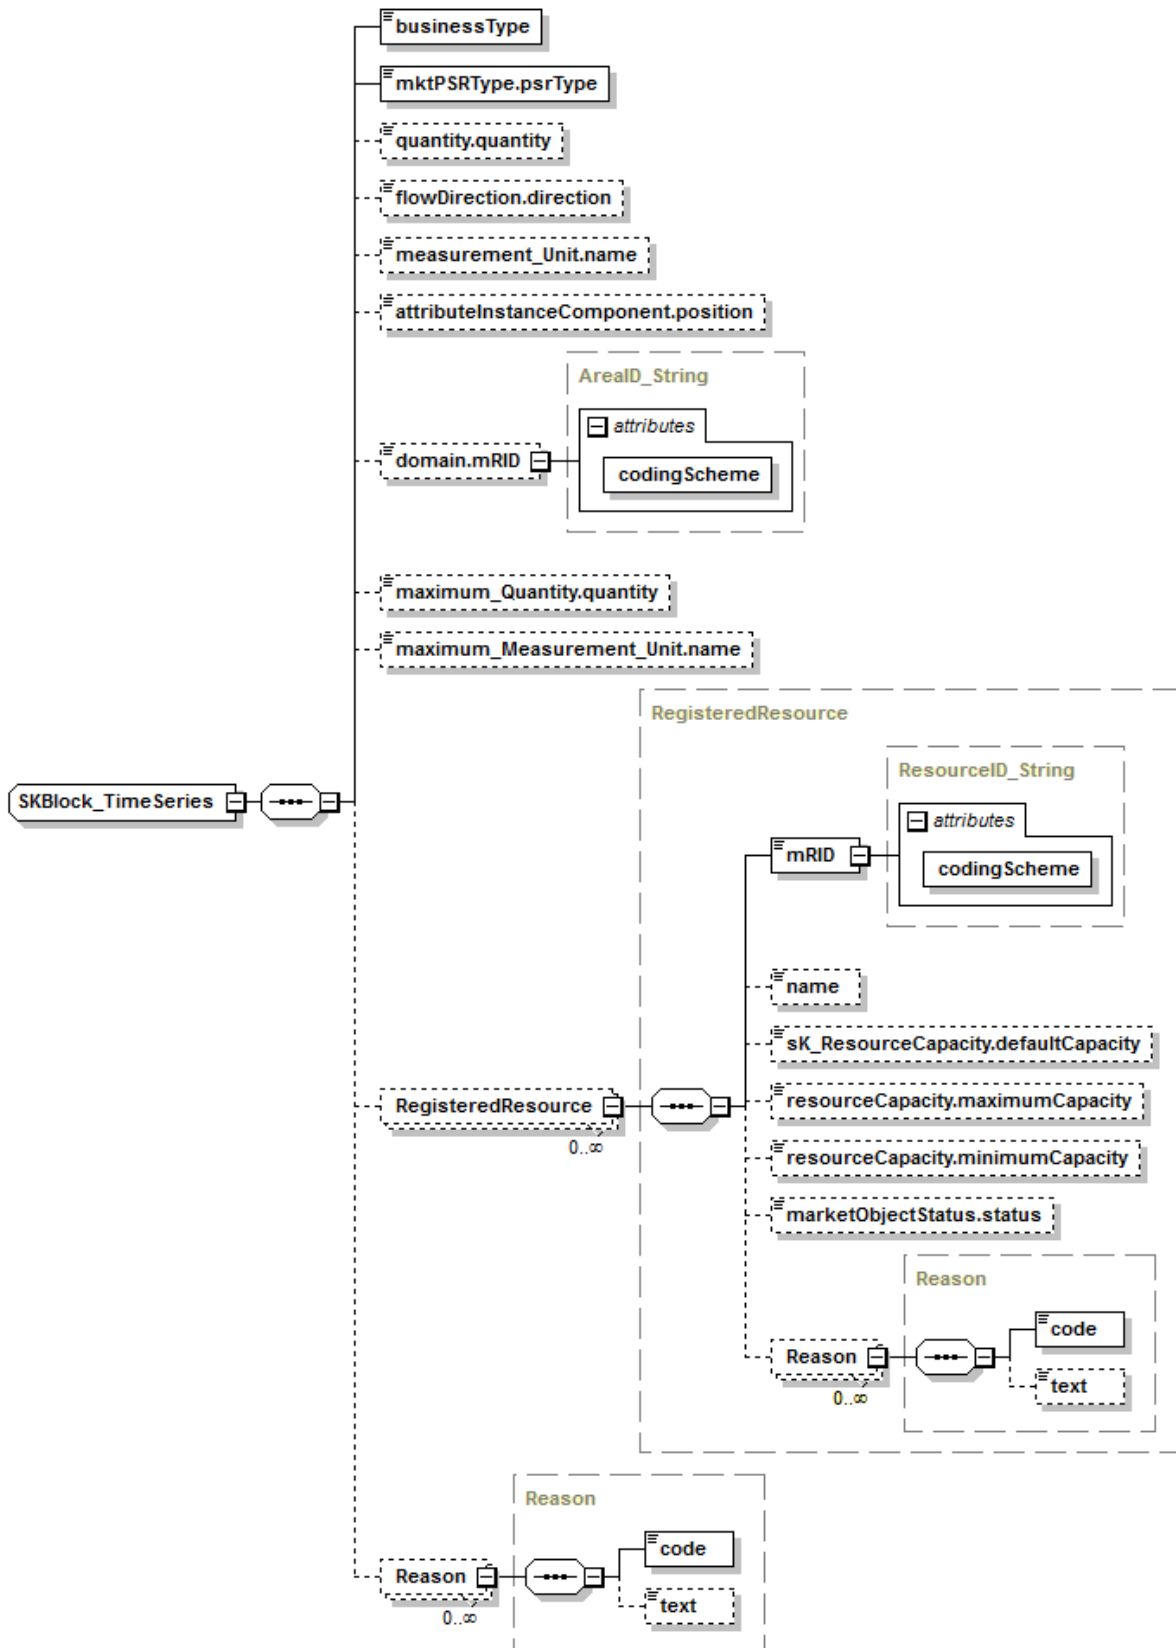 businessType
mktPSRType.psrType
quantity.quantity
flowDirection.direction
measurement_Unit.name
attributeInstanceComponent.position
AreaID_String
attributes
domain.mRID
codingScheme
maximum_Quantity.quantity
maximum_Measurement_Unit.name
RegisteredResource
ResourceID_String
SKBlock_TimeSeries
attributes
mRID
codingScheme
name
sK_ResourceCapacity.defaultCapacity
RegisteredResource
resourceCapacity.maximumCapacity
0..∞
resourceCapacity.minimumCapacity
marketObjectStatus.status
Reason
code
Reason
text
0..∞
Reason
code
Reason
text
0..∞